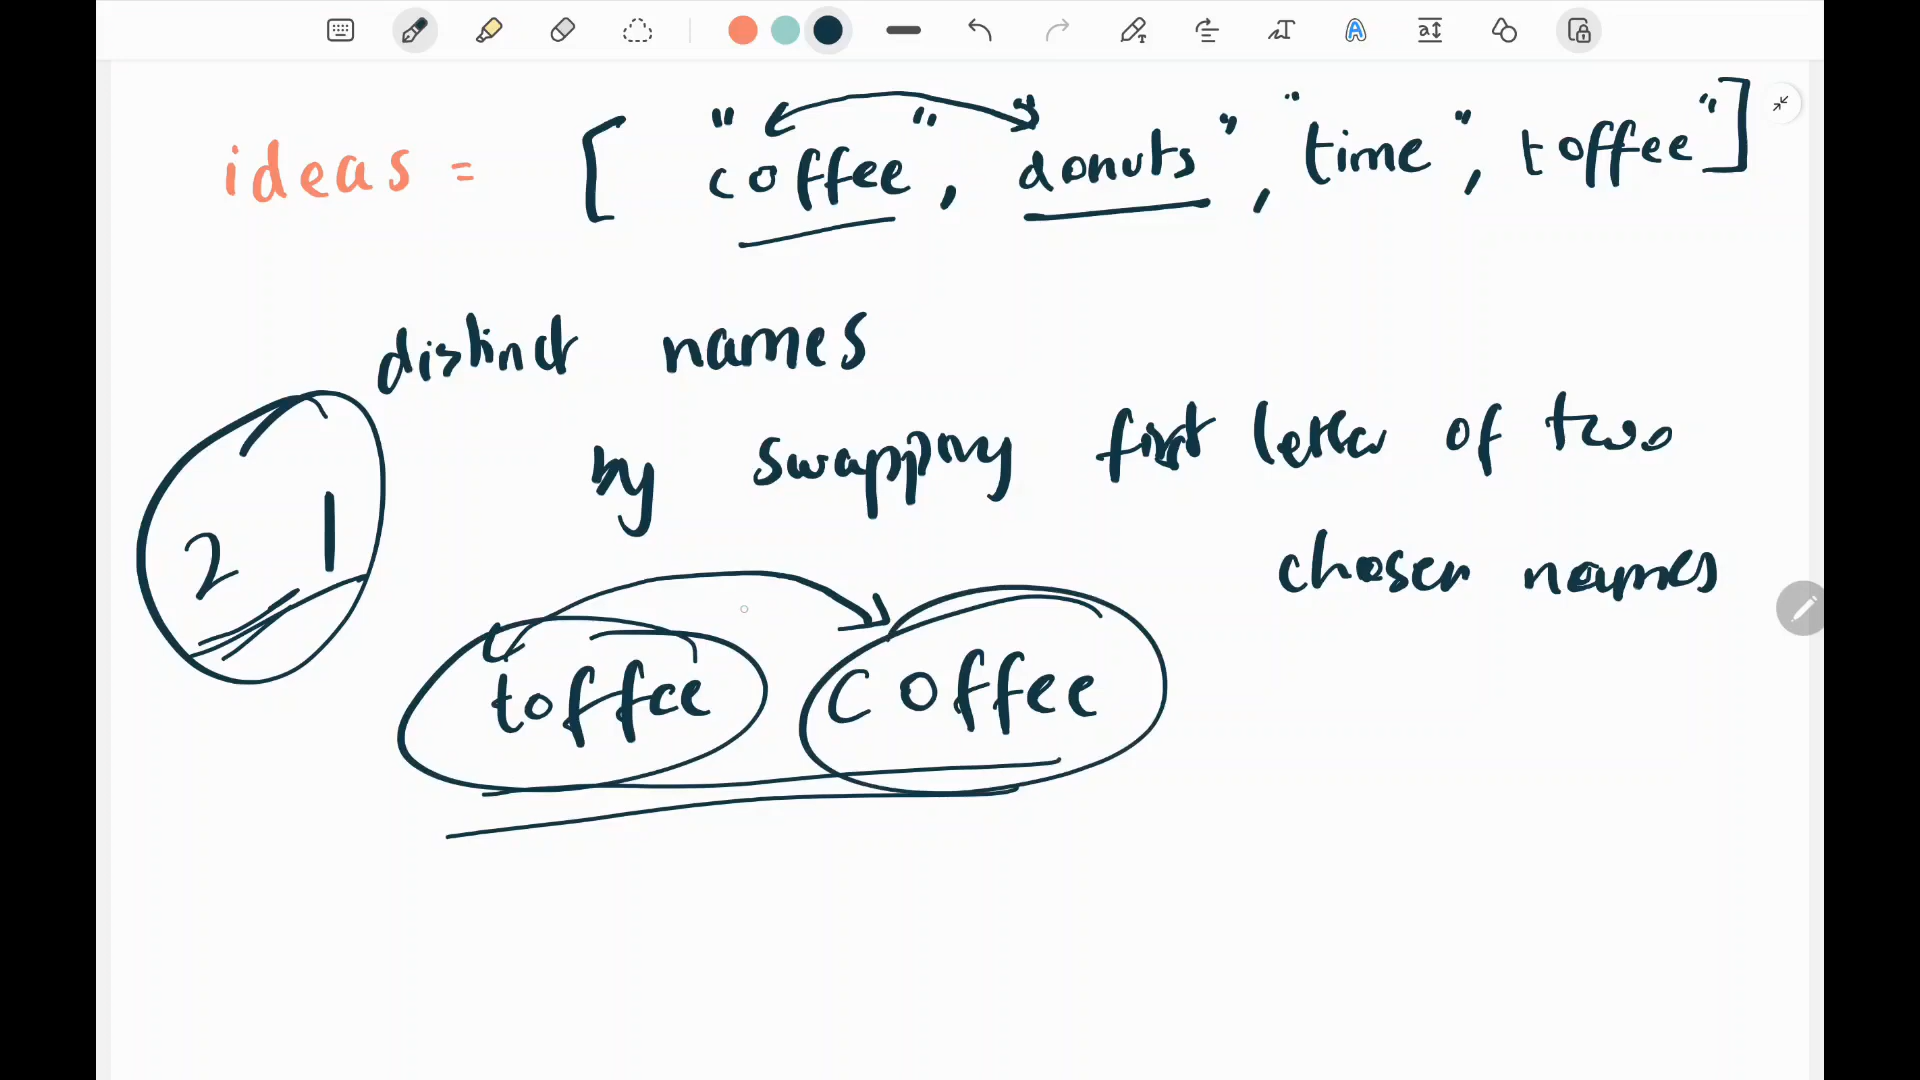 ideas = [ "coffee", "donuts", "time", toffee"]
distinct names
by swapping first letter of two
chosen names
2 1
toffee coffee